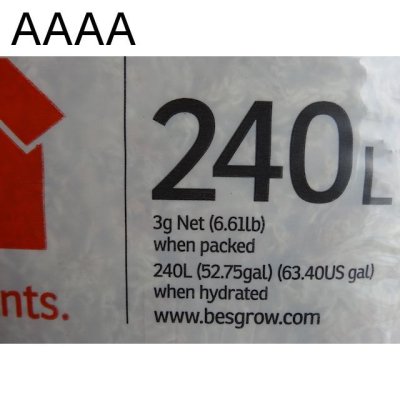 AAAA
240L
3g Net (6.61lb)
when packed
240L (52.75gal) (63.40US gal)
when hydrated
nts.
www.besgrow.com